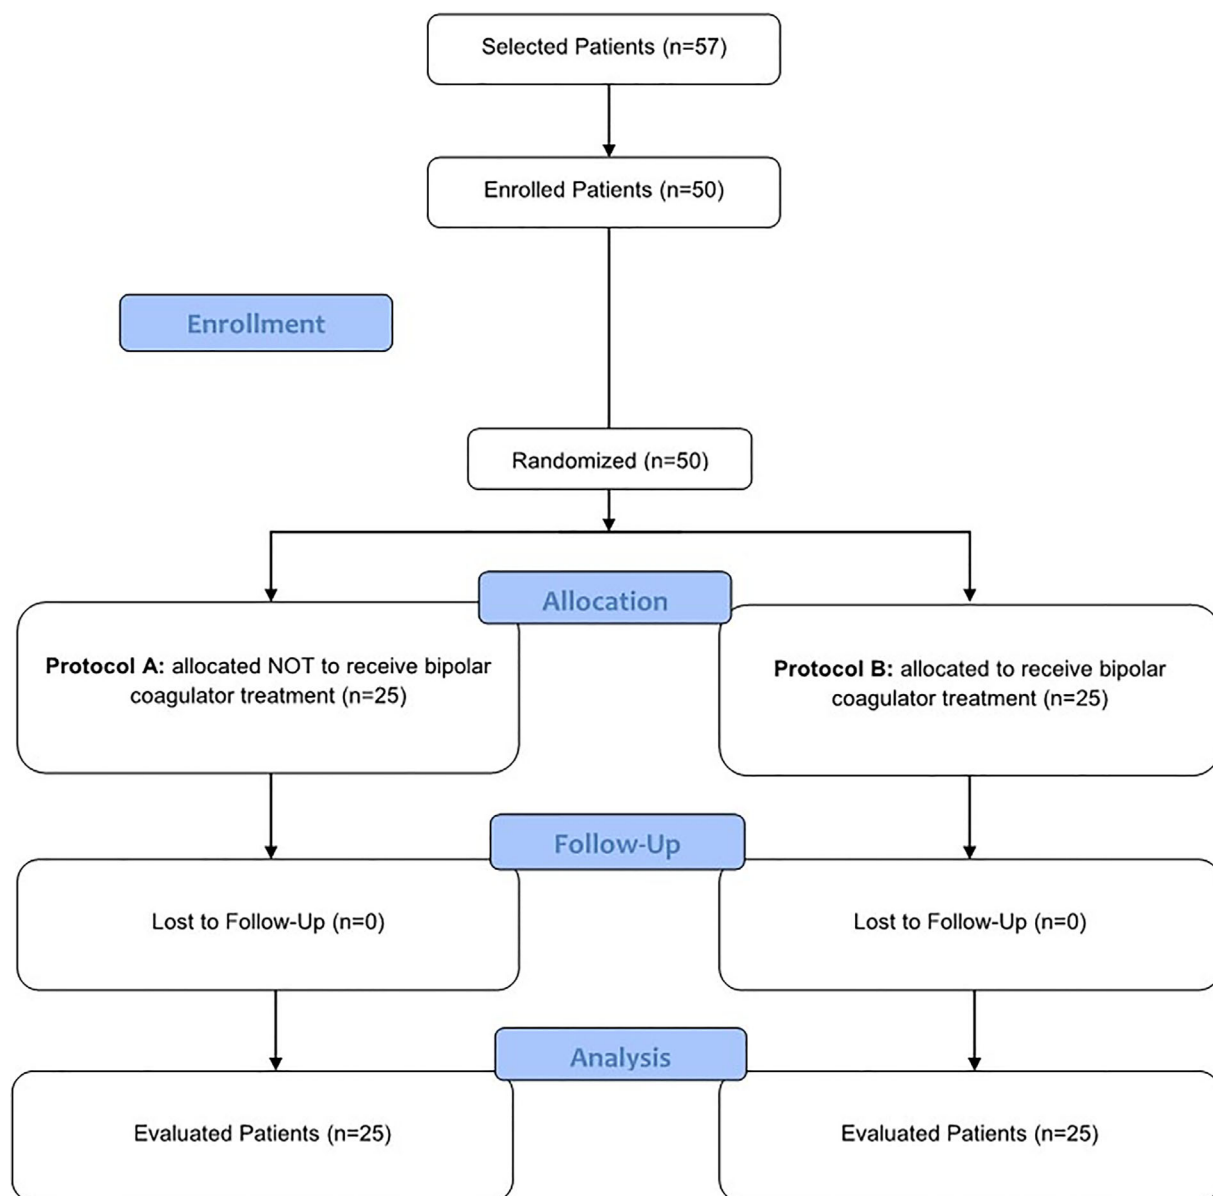 Selected Patients (n=57)
Enrolled Patients (n=50)
Enrollment
Randomized (n=50)
Allocation
Protocol A: allocated NOT to receive bipolar
coagulator treatment (n=25)
Protocol B: allocated to receive bipolar
coagulator treatment (n=25)
Follow-Up
Lost to Follow-Up (n=0)
Lost to Follow-Up (n=0)
Analysis
Evaluated Patients (n=25)
Evaluated Patients (n=25)